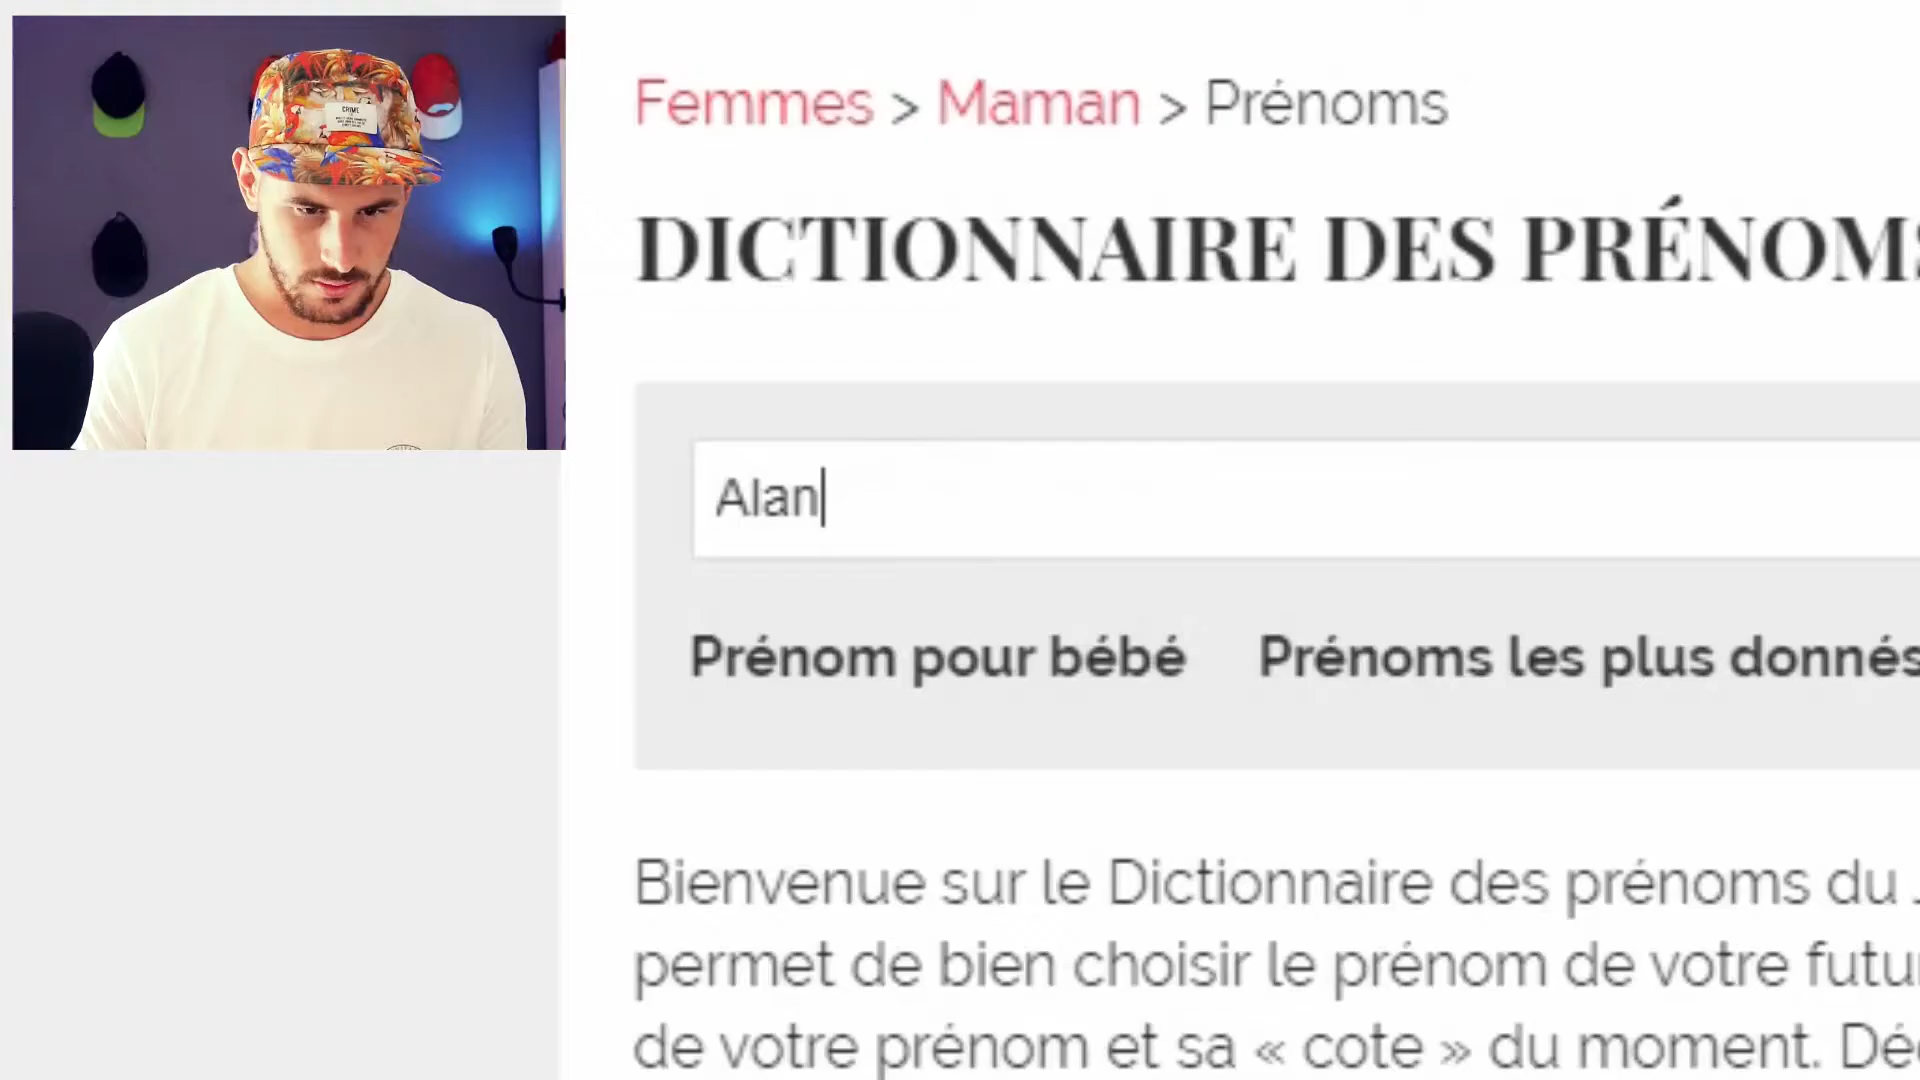 CRIME
Femmes > Maman > Prénoms
DICTIONNAIRE DES PRÉNOMS
Alan
Prénom pour bébé Prénoms les plus donnés
Bienvenue sur le Dictionnaire des prénoms du
permet de bien choisir le prénom de votre futu
de votre prénom et sa « cote » du moment. Dé